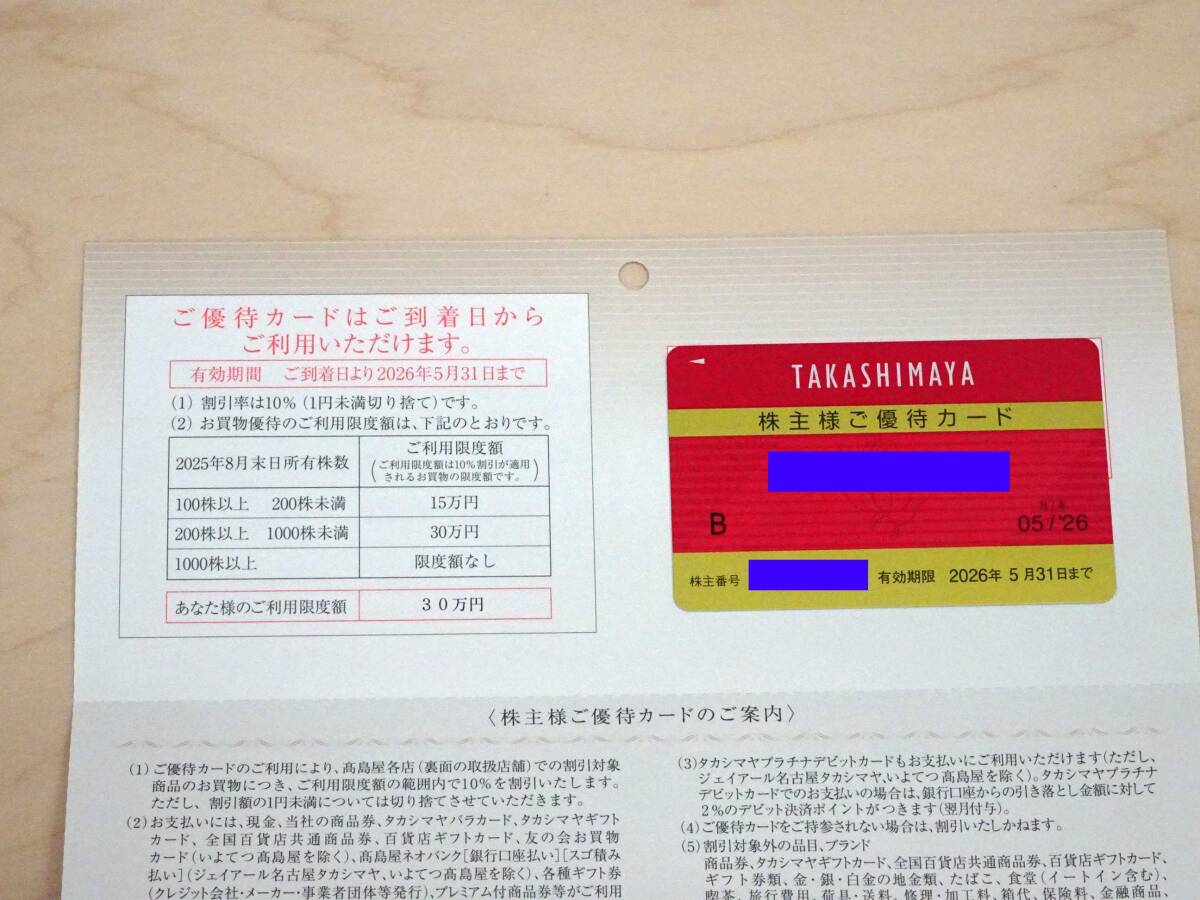 ご優待カードはご到着日から
ご利用いただけます。
有効期間　ご到着日より2026年5月31日まで
(1) 割引率は10%(1円未満切り捨て)です。
(2) お買物優待のご利用限度額は、下記のとおりです。
2025年8月末日所有株数
ご利用限度額
(ご利用限度額は10%割引が適用
されるお買物の限度額です。)
100株以上　200株未満　15万円
200株以上　1000株未満　30万円
1000株以上　限度額なし
あなた様のご利用限度額　３０万円
TAKASHIMAYA
株主様ご優待カード
B
05/'26
株主番号
有効期限　2026年 5月31日まで
〈株主様ご優待カードのご案内〉
(1)ご優待カードのご利用により、髙島屋各店(裏面の取扱店舗)での割引対象
商品のお買物につき、ご利用限度額の範囲内で10%を割引いたします。
ただし、割引額の1円未満については切り捨てさせていただきます。
(2)お支払いには、現金、当社の商品券、タカシマヤバラカード、タカシマヤギフト
カード、全国百貨店共通商品券、百貨店ギフトカード、友の会お買物
カード(いよてつ髙島屋を除く)、髙島屋ネオバンク[銀行口座払い][スゴ積み
払い](ジェイアール名古屋タカシマヤ、いよてつ髙島屋を除く)、各種ギフト券
(クレジット会社・メーカー・事業者団体等発行)、プレミアム付商品券等がご利用
(3)タカシマヤプラチナデビットカードもお支払いにご利用いただけます(ただし、
ジェイアール名古屋タカシマヤ、いよてつ髙島屋を除く)。タカシマヤプラチナ
デビットカードでのお支払いの場合は、銀行口座からの引き落とし金額に対して
2%のデビット決済ポイントがつきます(翌月付与)。
(4)ご優待カードをご持参されない場合は、割引いたしかねます。
(5)割引対象外の品目、ブランド
商品券、タカシマヤギフトカード、全国百貨店共通商品券、百貨店ギフトカード、
ギフト券類、金・銀・白金の地金類、たばこ、食堂(イートイン含む)、
喫茶、旅行費用、荷具・送料、修理・加工料、箱代、保険料、金融商品、